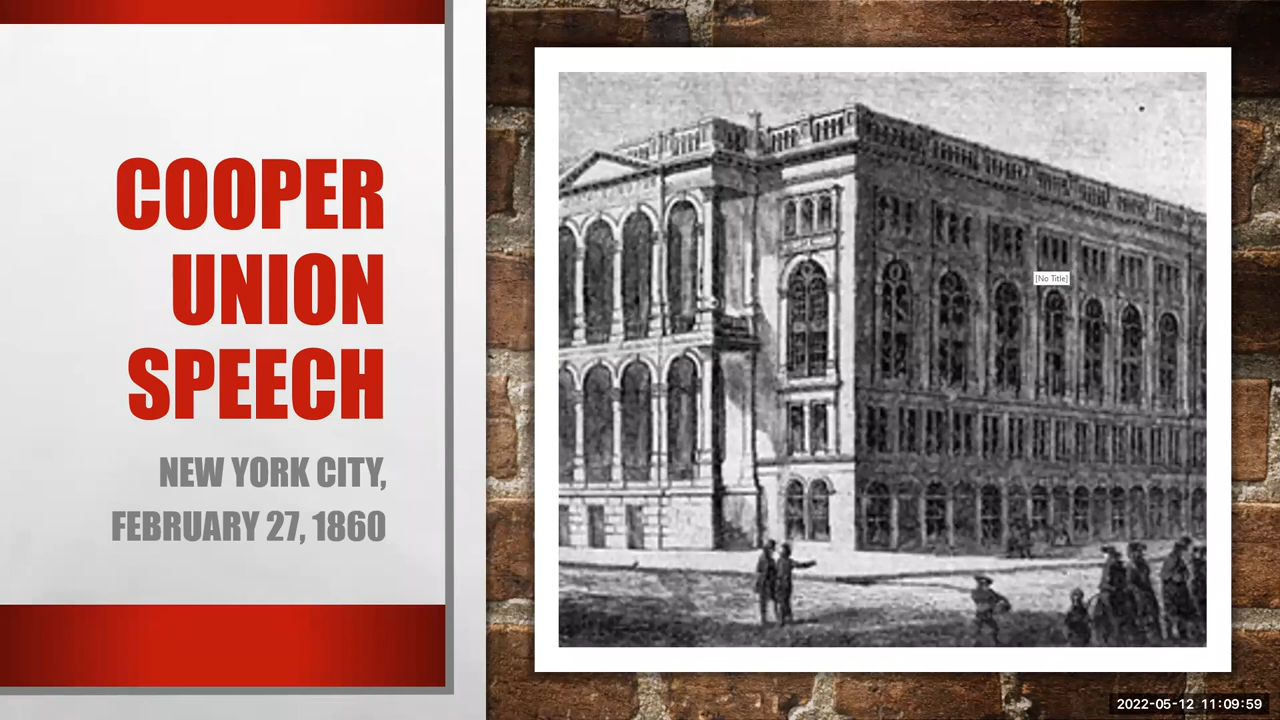 COOPER
UNION
SPEECH
NEW YORK CITY,
FEBRUARY 27, 1860
[No Title]
2022-05-12 11:09:59